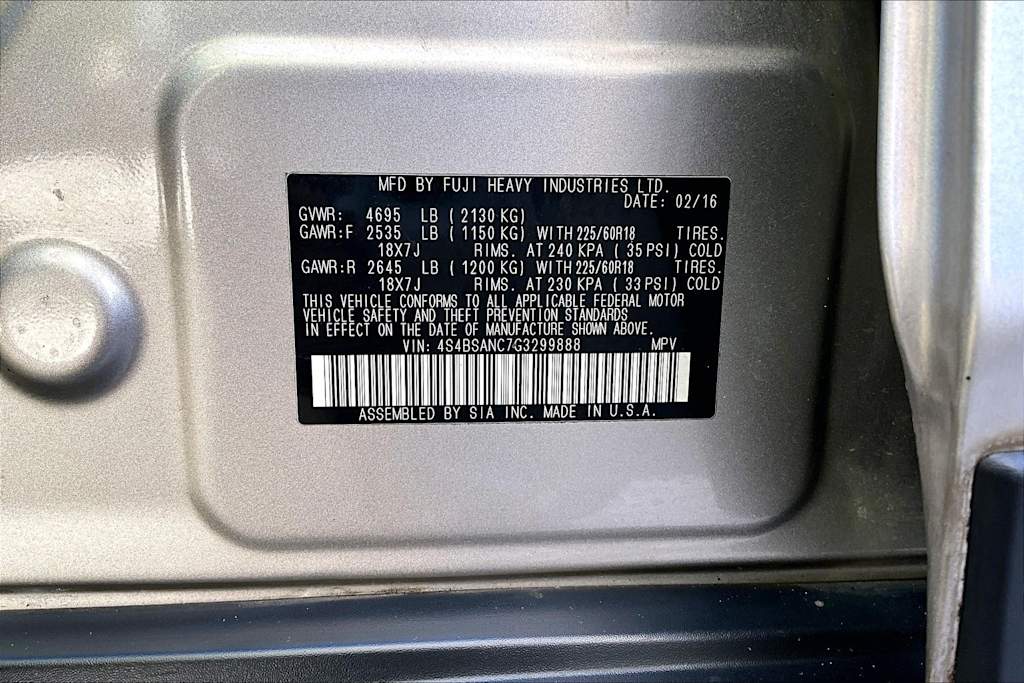 MFD BY FUJI HEAVY INDUSTRIES LTD.
DATE: 02/16
GVWR: 4695 LB ( 2130 KG)
GAWR:F 2535 LB ( 1150 KG) WITH 225/60R18 TIRES.
18X7J RIMS. AT 240 KPA ( 35 PSI) COLD
GAWR:R 2645 LB ( 1200 KG) WITH 225/60R18 TIRES.
18X7J RIMS. AT 230 KPA ( 33 PSI) COLD
THIS VEHICLE CONFORMS TO ALL APPLICABLE FEDERAL MOTOR
VEHICLE SAFETY AND THEFT PREVENTION STANDARDS
IN EFFECT ON THE DATE OF MANUFACTURE SHOWN ABOVE.
VIN: 4S4BSANC7G3299888 MPV
ASSEMBLED BY SIA INC. MADE IN U.S.A.